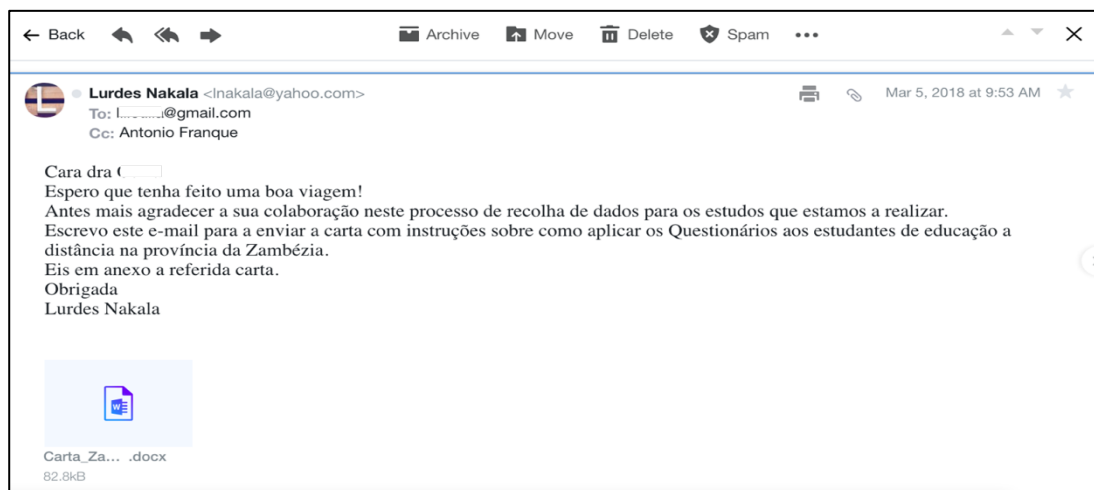 ← Back Archive Move Delete Spam •••
Lurdes Nakala <lnakala@yahoo.com> Mar 5, 2018 at 9:53 AM
To: @gmail.com
Cc: Antonio Franque
Cara dra
Espero que tenha feito uma boa viagem!
Antes mais agradecer a sua colaboração neste processo de recolha de dados para os estudos que estamos a realizar.
Escrevo este e-mail para a enviar a carta com instruções sobre como aplicar os Questionários aos estudantes de educação a
distância na província da Zambézia.
Eis em anexo a referida carta.
Obrigada
Lurdes Nakala
Carta_Za... .docx
82.8kB